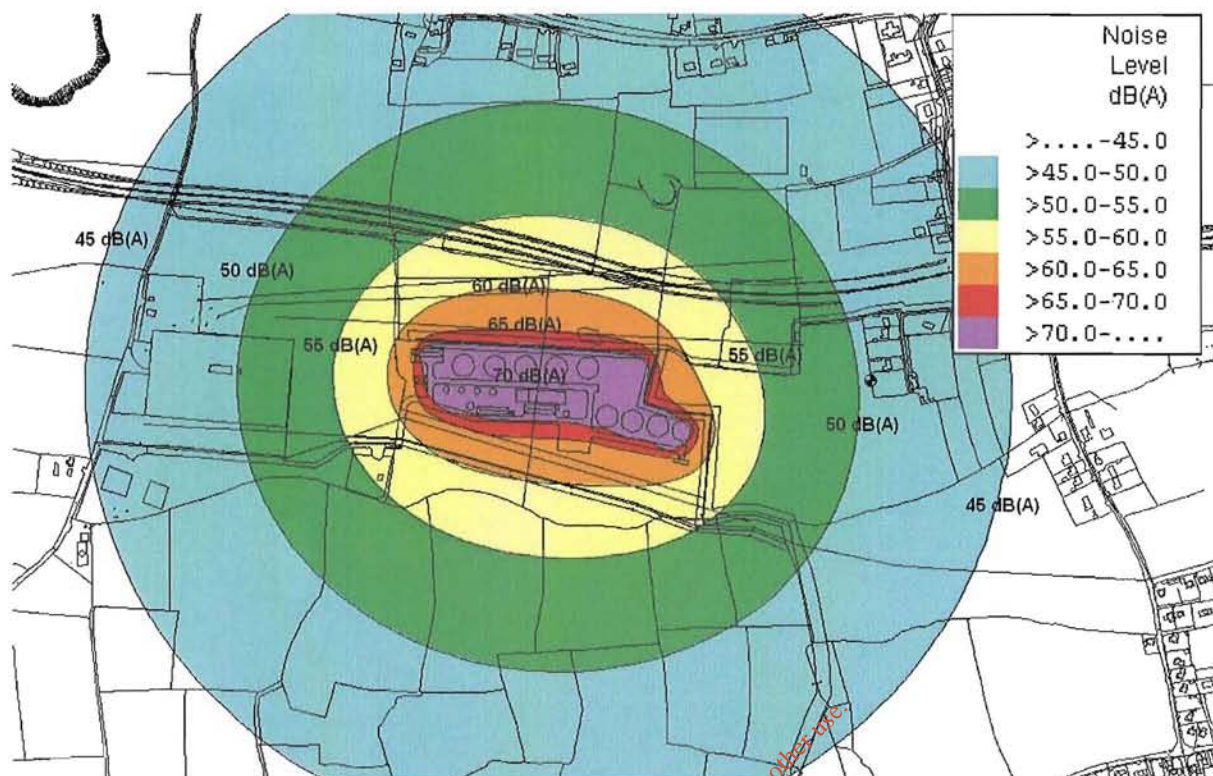 Noise
Level
dB(A)
>....-45.0
>45.0-50.0
>50.0-55.0
>55.0-60.0
>60.0-65.0
>65.0-70.0
>70.0-....
45 dB(A)
50 dB(A)
60 dB(A)
65 dB(A)
55 dB(A)
55 dB(A)
70 dB(A)
50 dB(A)
45 dB(A)
other use.